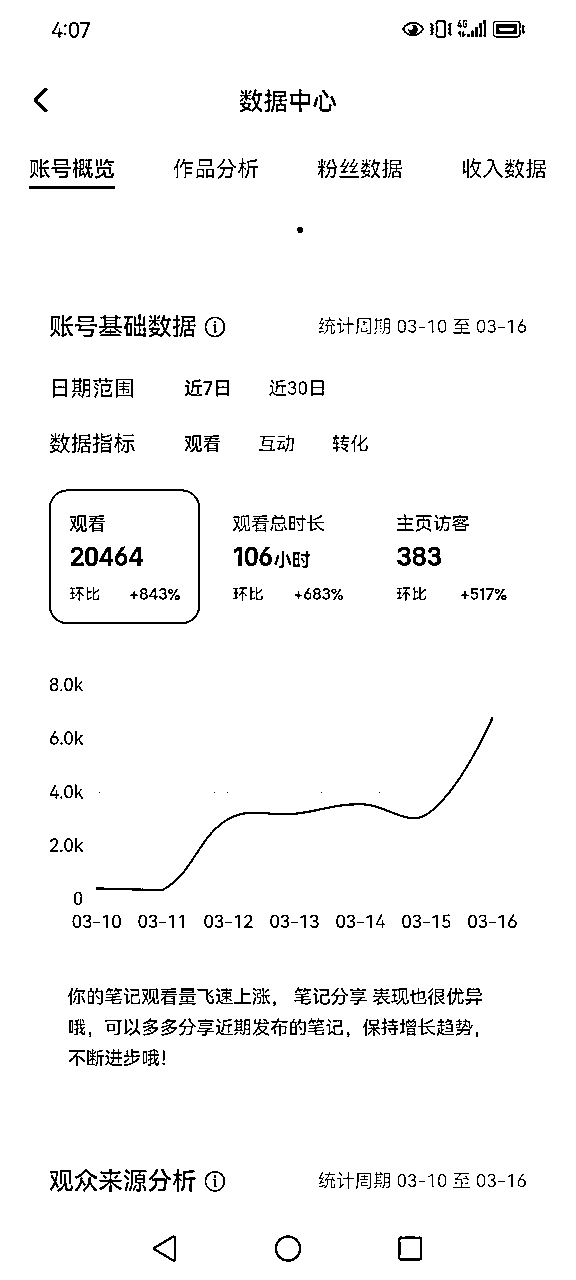 4:07
4G
数据中心
账号概览 作品分析 粉丝数据 收入数据
账号基础数据 统计周期 03-10 至 03-16
日期范围 近7日 近30日
数据指标 观看 互动 转化
观看 观看总时长 主页访客
20464 106小时 383
环比 +843% 环比 +683% 环比 +517%
8.0k
6.0k
4.0k
2.0k
0
03-10 03-11 03-12 03-13 03-14 03-15 03-16
你的笔记观看量飞速上涨， 笔记分享 表现也很优异
哦，可以多多分享近期发布的笔记，保持增长趋势，
不断进步哦！
观众来源分析 统计周期 03-10 至 03-16